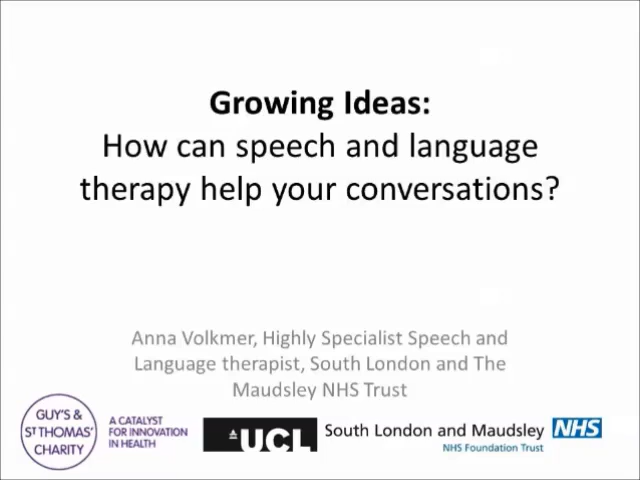 Growing Ideas:
How can speech and language
therapy help your conversations?
Anna Volkmer, Highly Specialist Speech and
Language therapist, South London and The
Maudsley NHS Trust
GUY'S &
ST THOMAS'
CHARITY
A CATALYST
FOR INNOVATION
IN HEALTH
UCL
South London and Maudsley NHS
NHS Foundation Trust